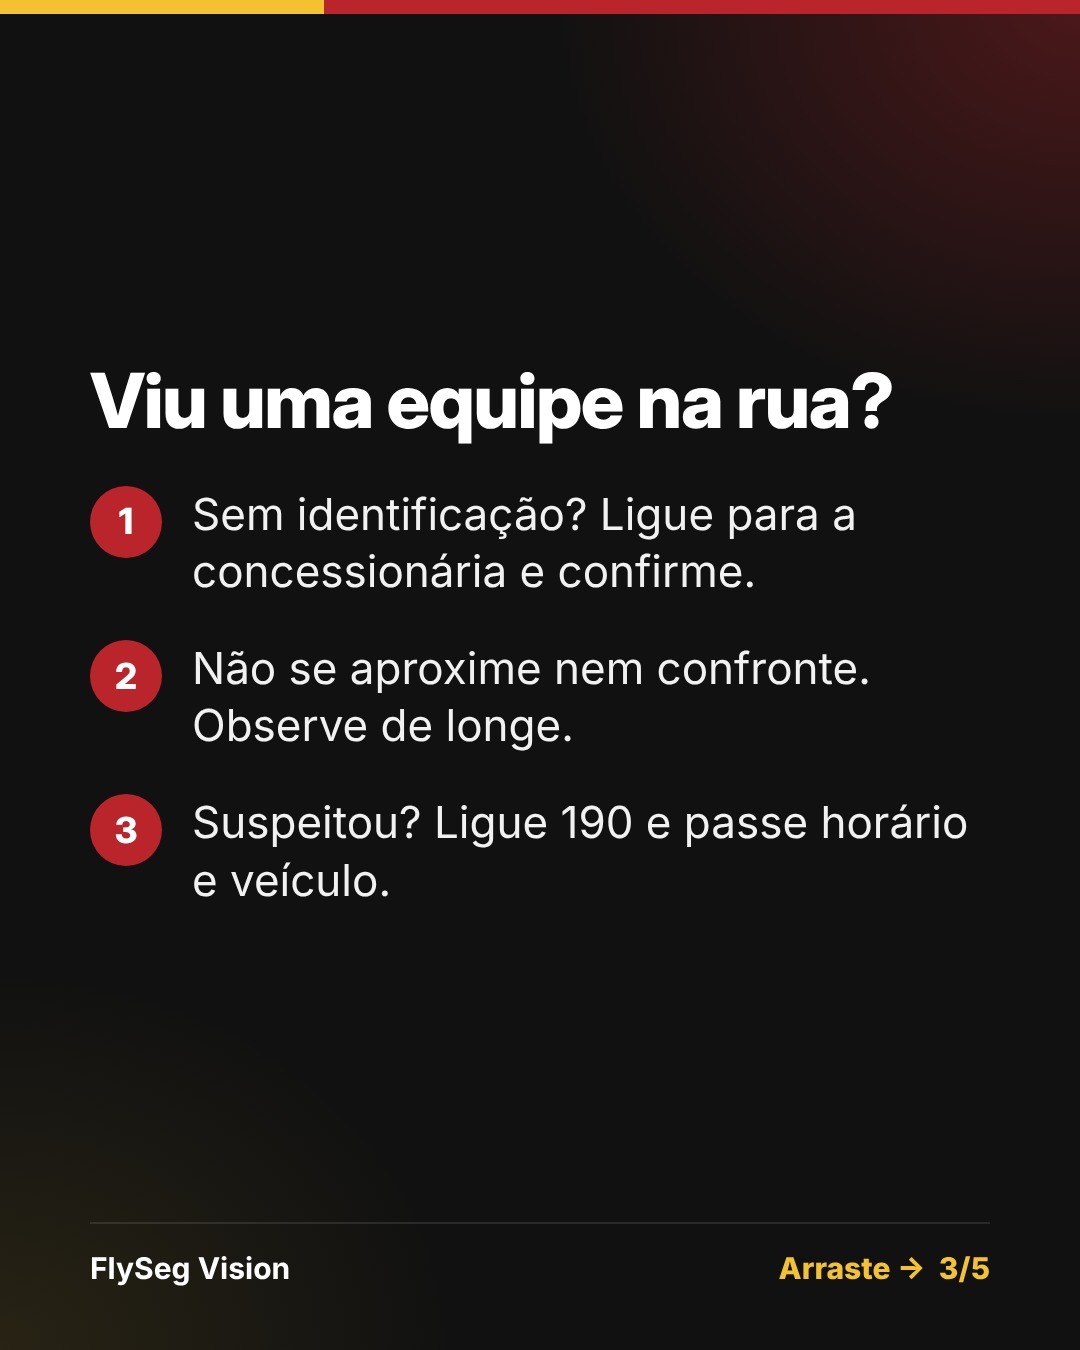 Viu uma equipe na rua?
1 Sem identificação? Ligue para a
concessionária e confirme.
2 Não se aproxime nem confronte.
Observe de longe.
3 Suspeitou? Ligue 190 e passe horário
e veículo.
FlySeg Vision
Arraste → 3/5